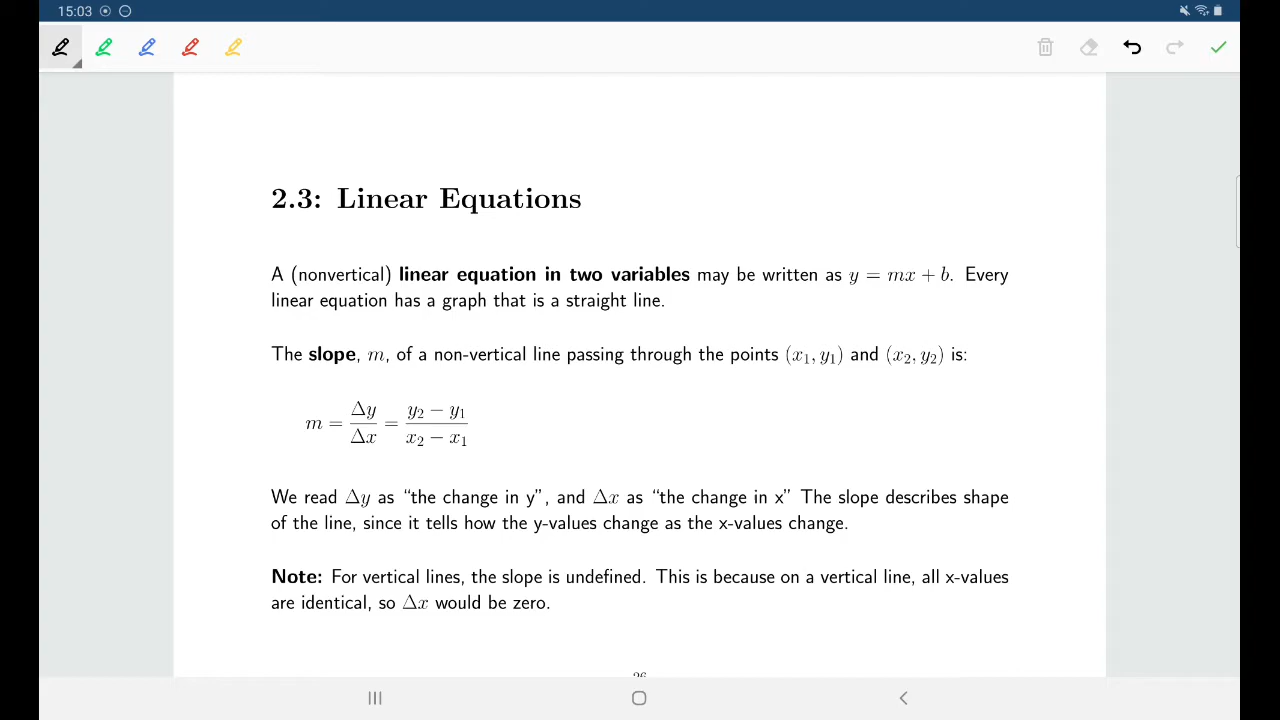 15:03
2.3: Linear Equations
A (nonvertical) linear equation in two variables may be written as y = mx + b. Every
linear equation has a graph that is a straight line.
The slope, m, of a non-vertical line passing through the points (x₁, y₁) and (x₂, y₂) is:
m = Δy/Δx = (y₂ − y₁)/(x₂ − x₁)
We read Δy as “the change in y”, and Δx as “the change in x” The slope describes shape
of the line, since it tells how the y-values change as the x-values change.
Note: For vertical lines, the slope is undefined. This is because on a vertical line, all x-values
are identical, so Δx would be zero.